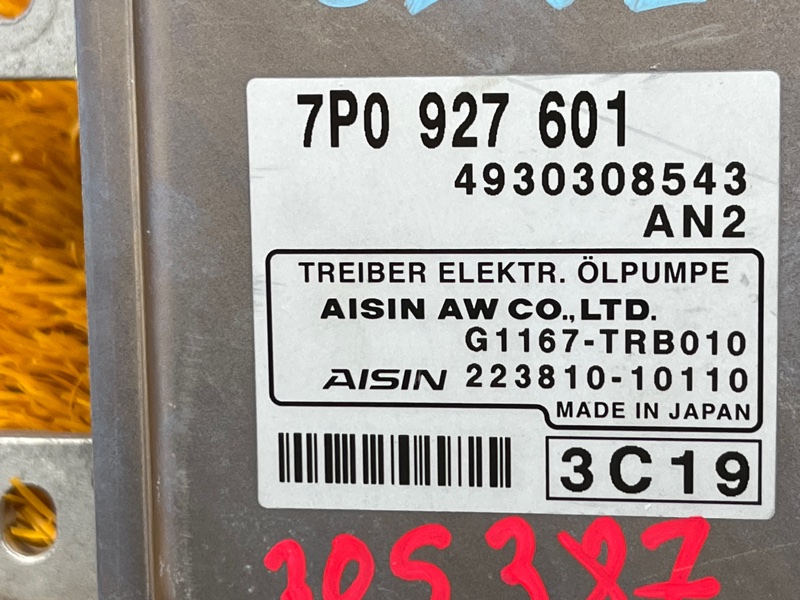 7P0 927 601
4930308543
AN2
TREIBER ELEKTR. ÖLPUMPE
AISIN AW CO.,LTD.
G1167-TRB010
AISIN 223810-10110
MADE IN JAPAN
3C19
305387